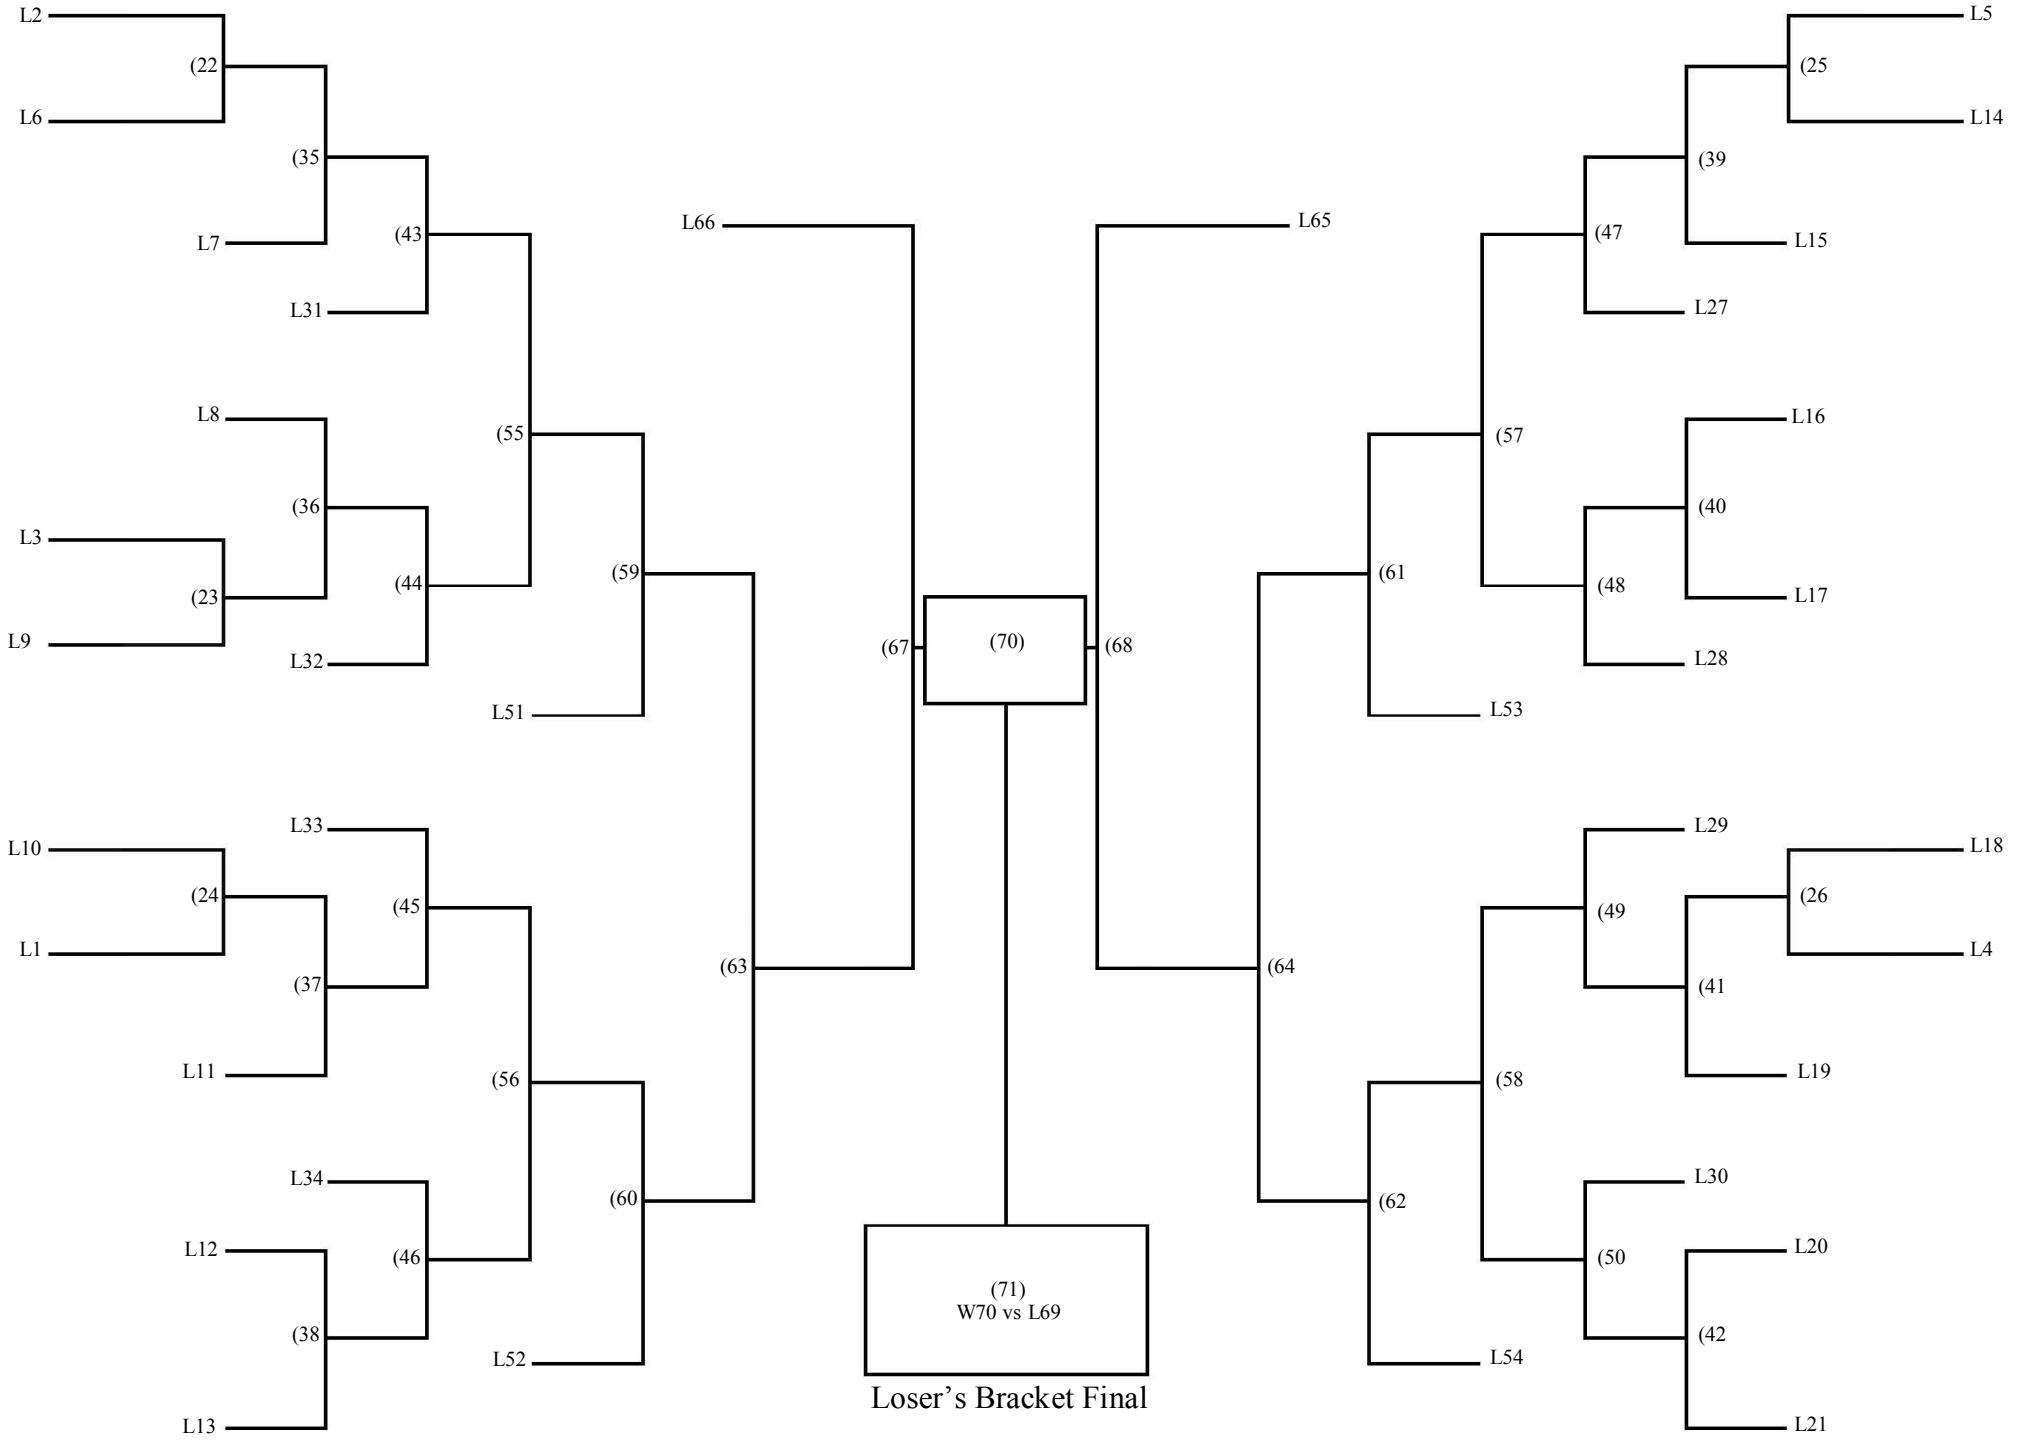 L2
L5
(22
(25
L6
L14
(35
(39
L66
L65
L7
(43
(47
L15
L31
L27
L8
L16
(55
(57
(36
(40
L3
(59
(61
(44
(48
(23
L17
L9
(67
(70)
(68
L32
L28
L51
L53
L33
L29
L10
L18
(24
(26
(45
(49
L1
L4
(63
(64
(37
(41
L11
L19
(56
(58
L34
L30
(60
(62
L12
L20
(46
(50
(71)
W70 vs L69
(38
(42
L52
L54
Loser’s Bracket Final
L13
L21